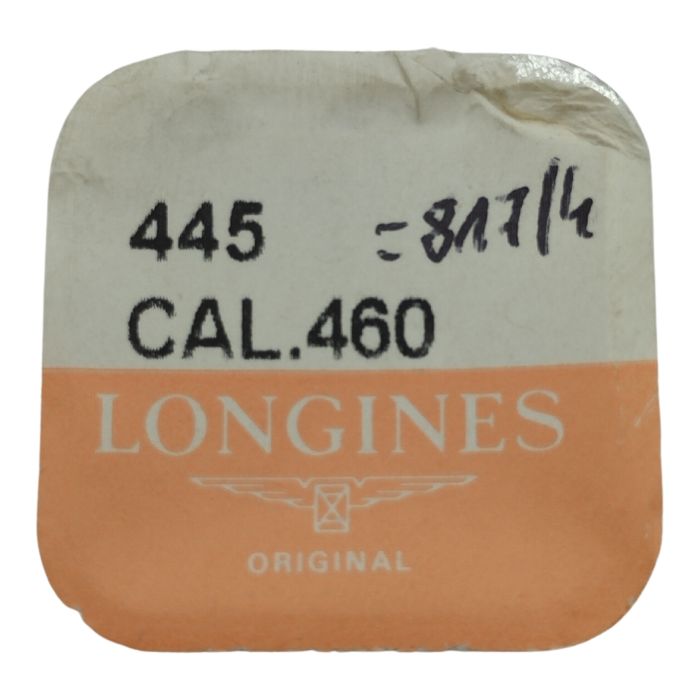 445 = 817/4
CAL.460
LONGINES
ORIGINAL